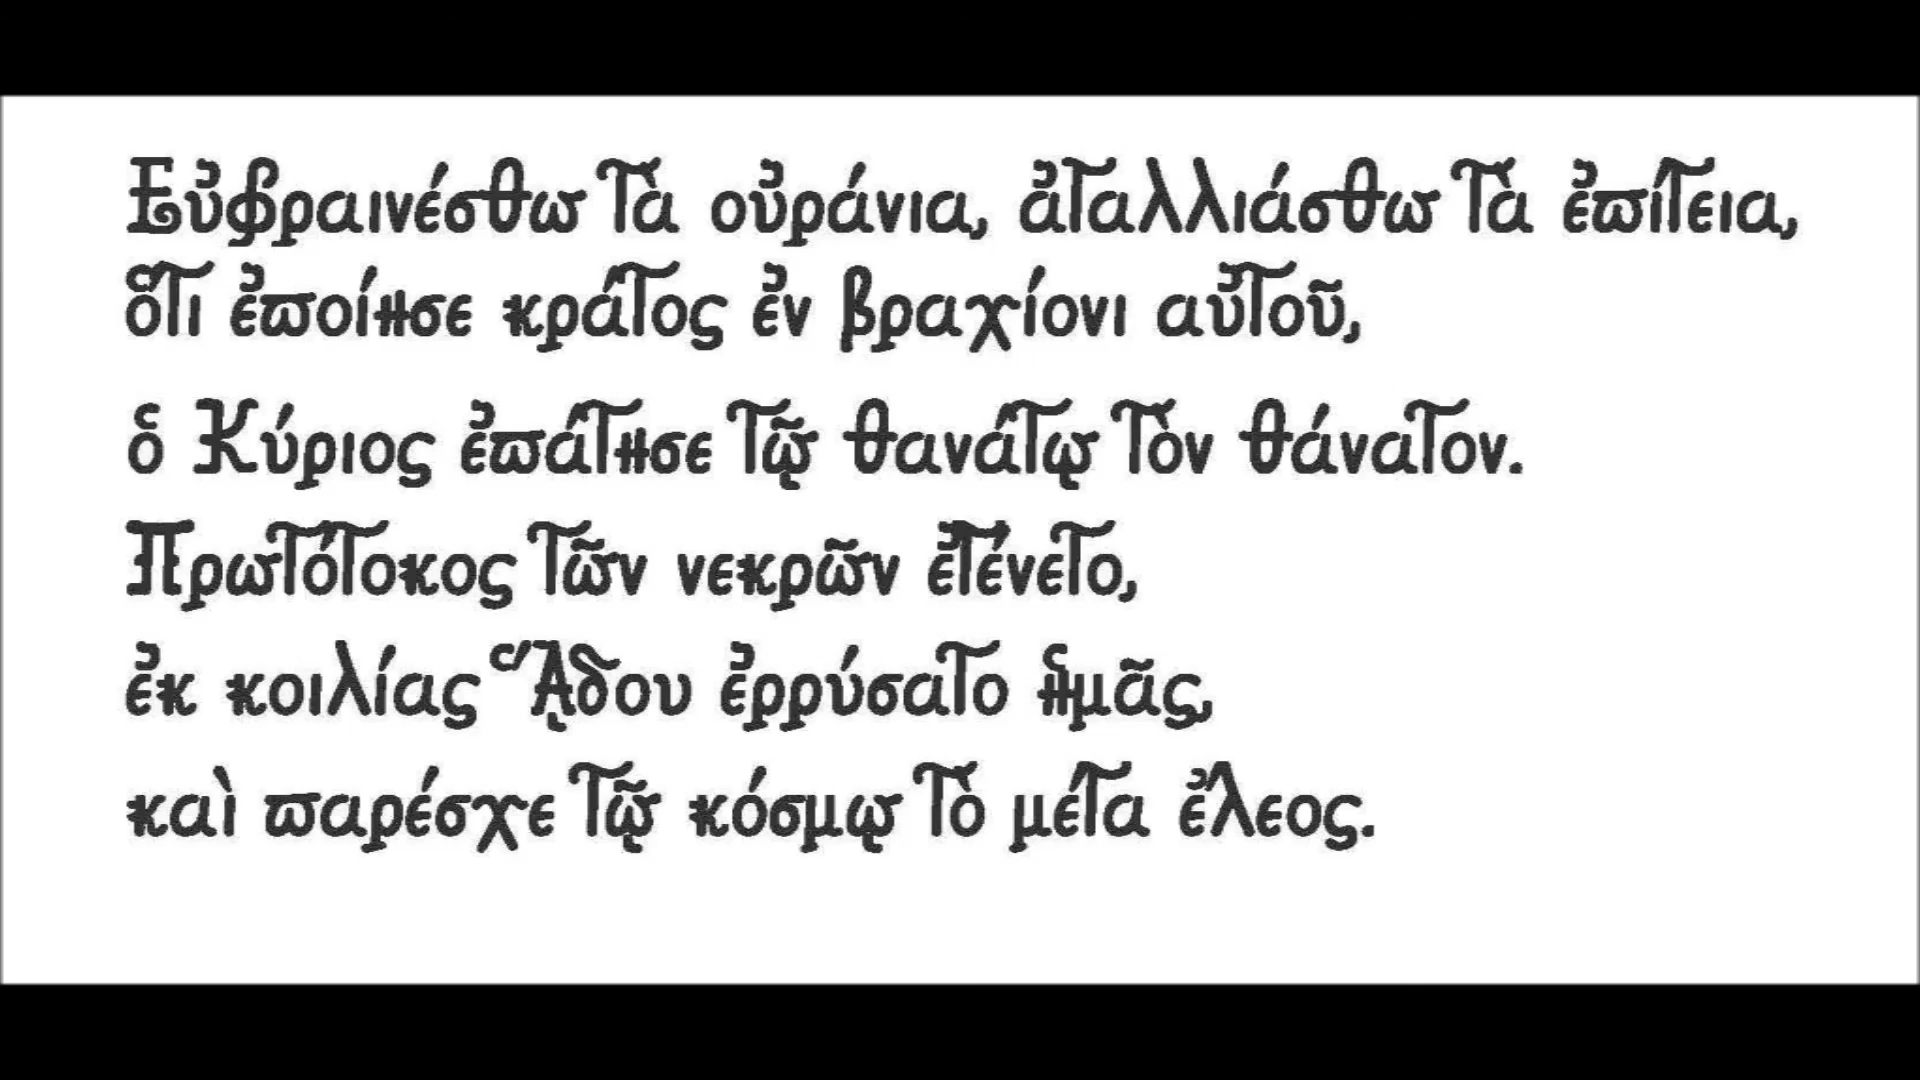 Εὐφραινέσθω τὰ οὐράνια, ἀγαλλιάσθω τὰ ἐπίγεια,
ὅτι ἐποίησε κράτος ἐν βραχίονι αὐτοῦ,
ὁ Κύριος ἐπάτησε τῷ θανάτῳ τὸν θάνατον.
Πρωτότοκος τῶν νεκρῶν ἐγένετο,
ἐκ κοιλίας ᾍδου ἐρρύσατο ἡμᾶς,
καὶ παρέσχε τῷ κόσμῳ τὸ μέγα ἔλεος.